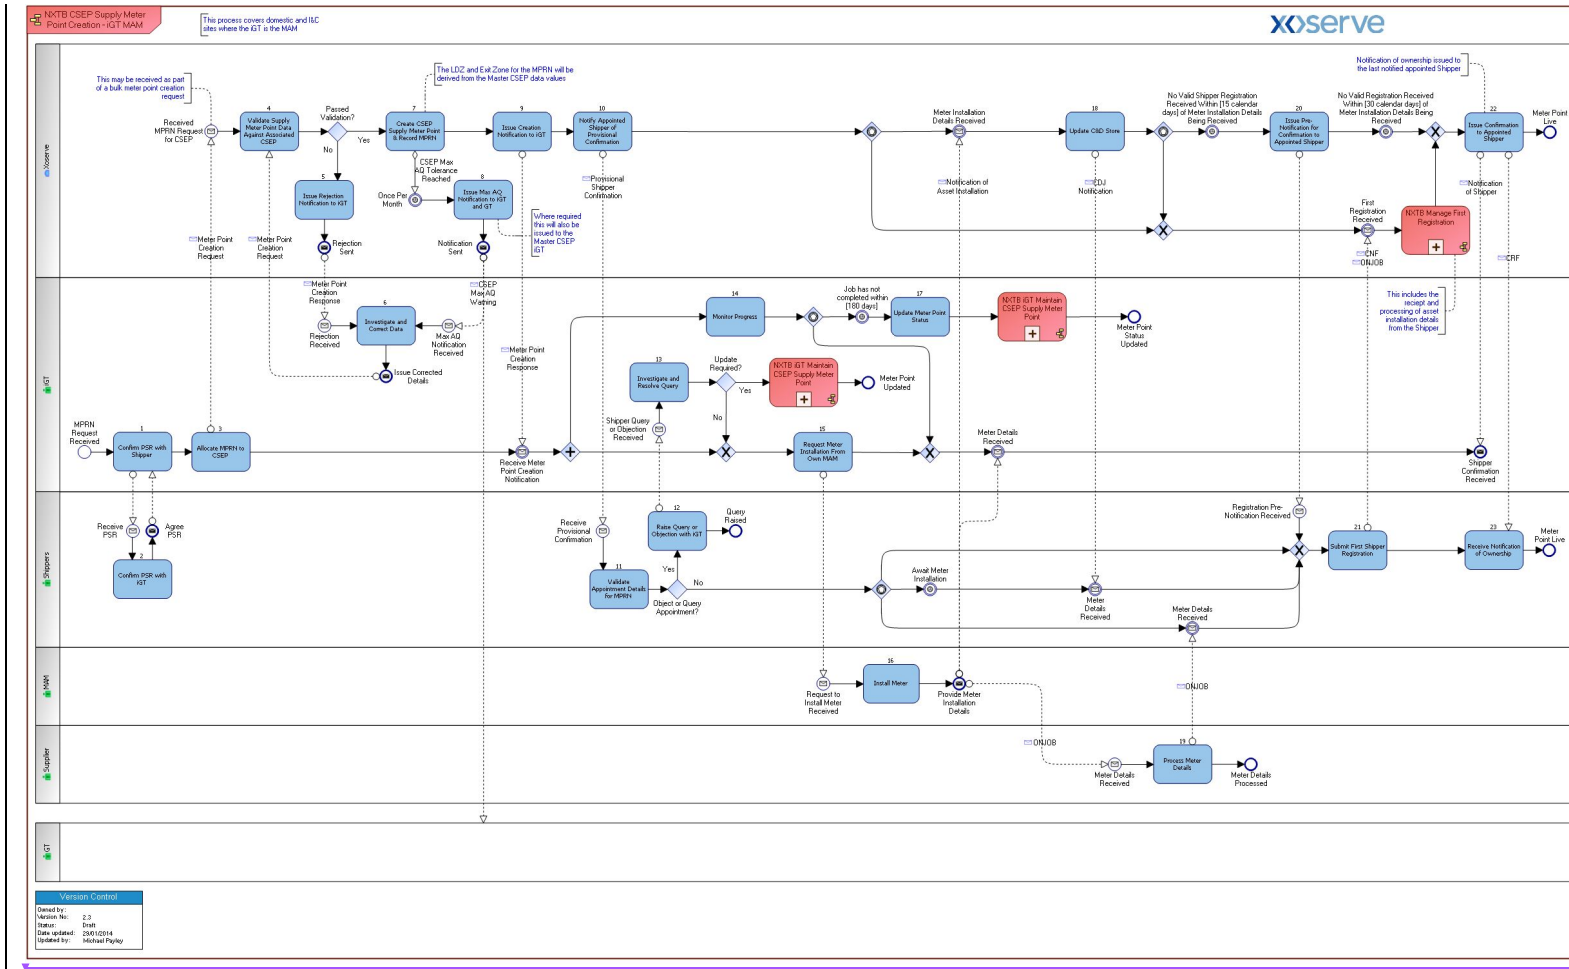 NXTB CSEP Supply Meter
Point Creation - iGT MAM
This process covers domestic and I&C
sites where the iGT is the MAM
xoserve
Xoserve
This may be received as part
of a bulk meter point creation
request
Received
MPRN Request
for CSEP
4
Validate Supply
Meter Point Data
Against Associated
CSEP
Passed
Validation?
Yes
No
5
Issue Rejection
Notification to iGT
Rejection
Sent
The LDZ and Exit Zone for the MPRN will be
derived from the Master CSEP data values
7
Create CSEP
Supply Meter Point
& Record MPRN
CSEP Max
AQ Tolerance
Reached
Once Per
Month
8
Issue Max AQ
Notification to iGT
and GT
Notification
Sent
9
Issue Creation
Notification to iGT
Where required
this will also be
issued to the
Master CSEP
iGT
10
Notify Appointed
Shipper of
Provisional
Confirmation
Provisional
Shipper
Confirmation
Meter Installation
Details Received
Notification of
Asset Installation
18
Update C&D Store
CDJ
Notification
No Valid Shipper Registration
Received Within [15 calendar
days] of Meter Installation Details
Being Received
20
Issue Pre-
Notification for
Confirmation to
Appointed Shipper
No Valid Registration Received
Within [30 calendar days] of
Meter Installation Details Being
Received
Notification of ownership issued to
the last notified appointed Shipper
22
Issue Confirmation
to Appointed
Shipper
Meter Point
Live
First
Registration
Received
NXTB Manage First
Registration
CNF
ONJOB
Notification
of Shipper
CRF
Meter Point
Creation
Request
Meter Point
Creation
Request
iGT
Meter Point
Creation
Response
Rejection
Received
6
Investigate and
Correct Data
CSEP
Max AQ
Warning
Max AQ
Notification
Received
Issue Corrected
Details
Meter Point
Creation
Response
14
Monitor Progress
Job has not
completed within
[180 days]
17
Update Meter Point
Status
NXTB iGT Maintain
CSEP Supply Meter
Point
Meter Point
Status
Updated
This includes
the reciept and
processing of asset
installation details
from the Shipper
13
Investigate and
Resolve Query
Update
Required?
Yes
No
NXTB iGT Maintain
CSEP Supply Meter
Point
Meter Point
Updated
Shipper Query
or Objection
Received
MPRN
Request
Received
1
Confirm PSR with
Shipper
3
Allocate MPRN to
CSEP
Receive Meter
Point Creation
Notification
15
Request Meter
Installation From
Own MAM
Meter Details
Received
Shipper
Confirmation
Received
Shippers
Receive
PSR
Agree
PSR
2
Confirm PSR with
iGT
Receive
Provisional
Confirmation
11
Validate
Appointment Details
for MPRN
12
Raise Query or
Objection with iGT
Query
Raised
Yes
No
Object or Query
Appointment?
Await Meter
Installation
Meter
Details
Received
Meter Details
Received
Registration Pre-
Notification Received
21
Submit First Shipper
Registration
23
Receive Notification
of Ownership
Meter
Point Live
MAM
Request to
Install Meter
Received
16
Install Meter
Provide Meter
Installation
Details
ONJOB
Supplier
ONJOB
Meter Details
Received
19
Process Meter
Details
Meter Details
Processed
GT
Version Control
Owned by:
Version No: 2.3
Status: Draft
Date updated: 29/01/2014
Updated by: Michael Payley